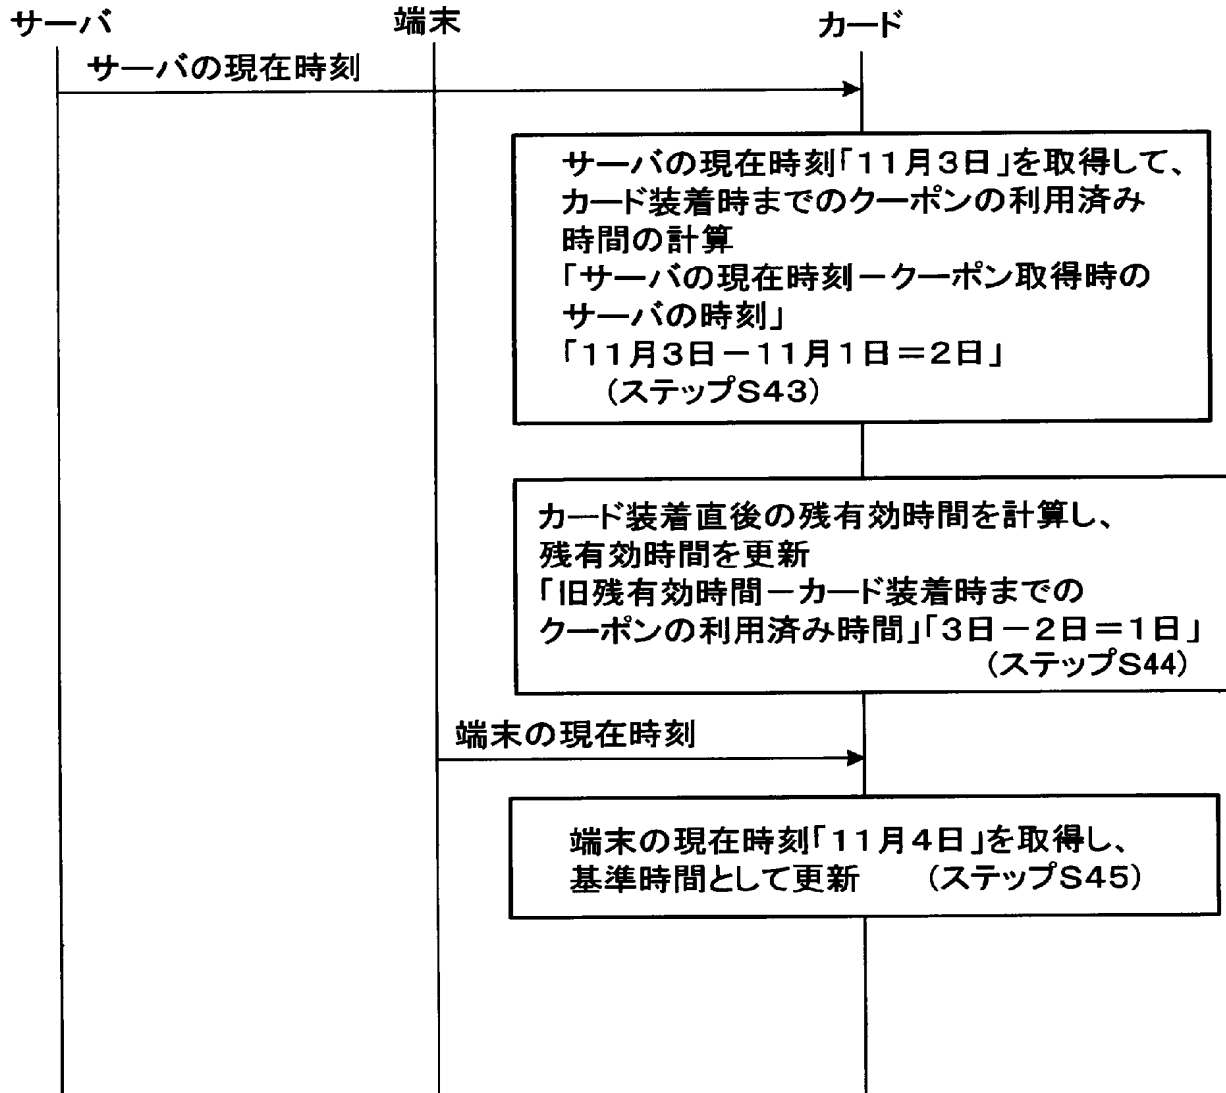 サーバ
端末
カード
サーバの現在時刻
サーバの現在時刻「11月3日」を取得して、
カード装着時までのクーポンの利用済み
時間の計算
「サーバの現在時刻－クーポン取得時の
サーバの時刻」
「11月3日－11月1日＝2日」
(ステップS43)
カード装着直後の残有効時間を計算し、
残有効時間を更新
「旧残有効時間－カード装着時までの
クーポンの利用済み時間」「3日－2日＝1日」
(ステップS44)
端末の現在時刻
端末の現在時刻「11月4日」を取得し、
基準時間として更新　(ステップS45)